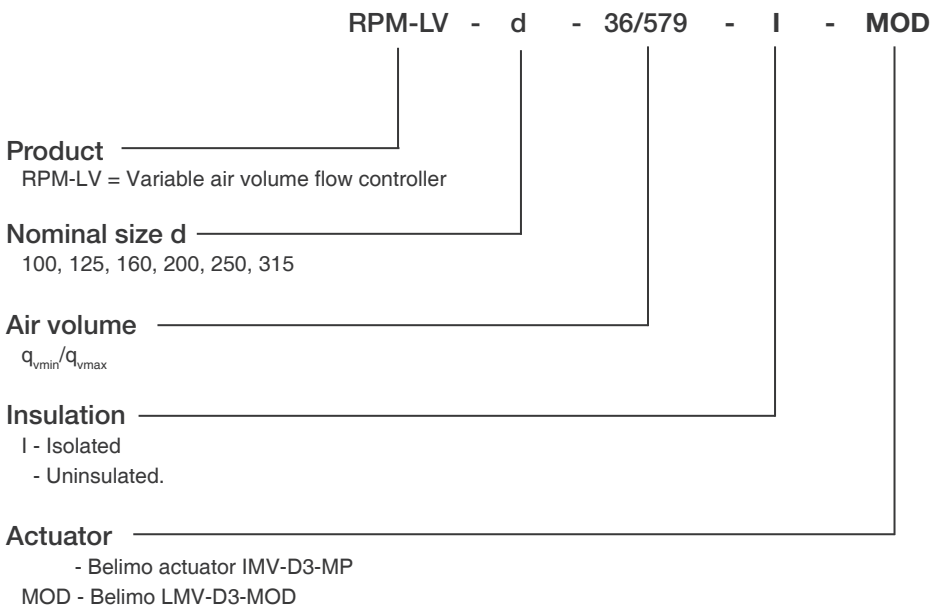 RPM-LV - d - 36/579 - I - MOD
Product
RPM-LV = Variable air volume flow controller
Nominal size d
100, 125, 160, 200, 250, 315
Air volume
qvmin/qvmax
Insulation
I - Isolated
- Uninsulated.
Actuator
- Belimo actuator IMV-D3-MP
MOD - Belimo LMV-D3-MOD